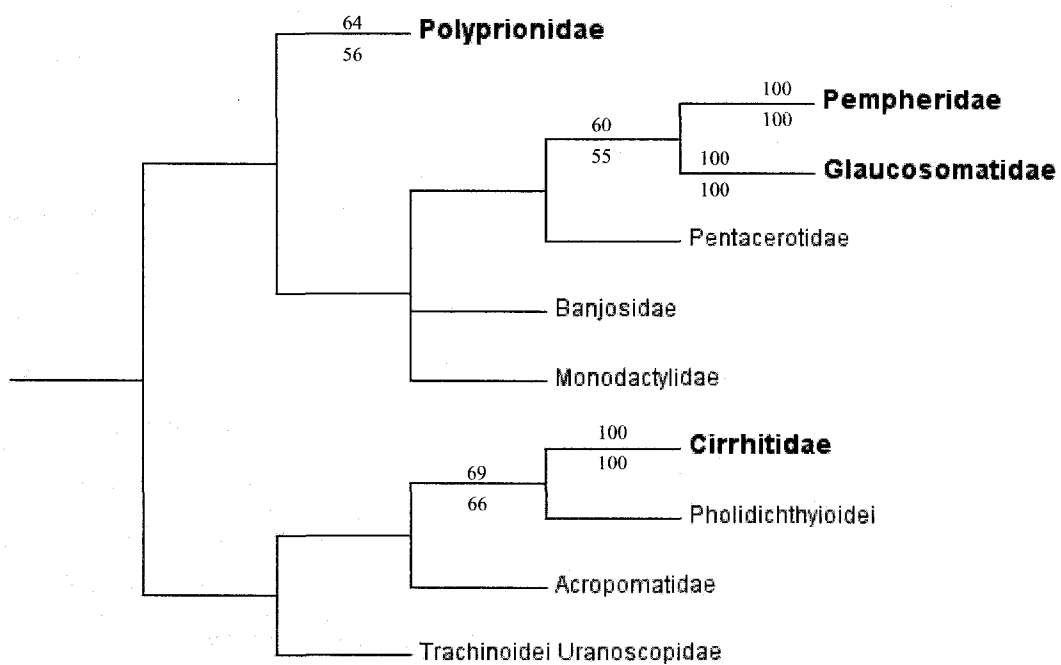 64
Polyprionidae
56
100
Pempheridae
100
60
55
100
Glaucosomatidae
100
Pentacerotidae
Banjosidae
Monodactylidae
100
Cirrhitidae
100
69
66
Pholidichthyioidei
Acropomatidae
Trachinoidei Uranoscopidae